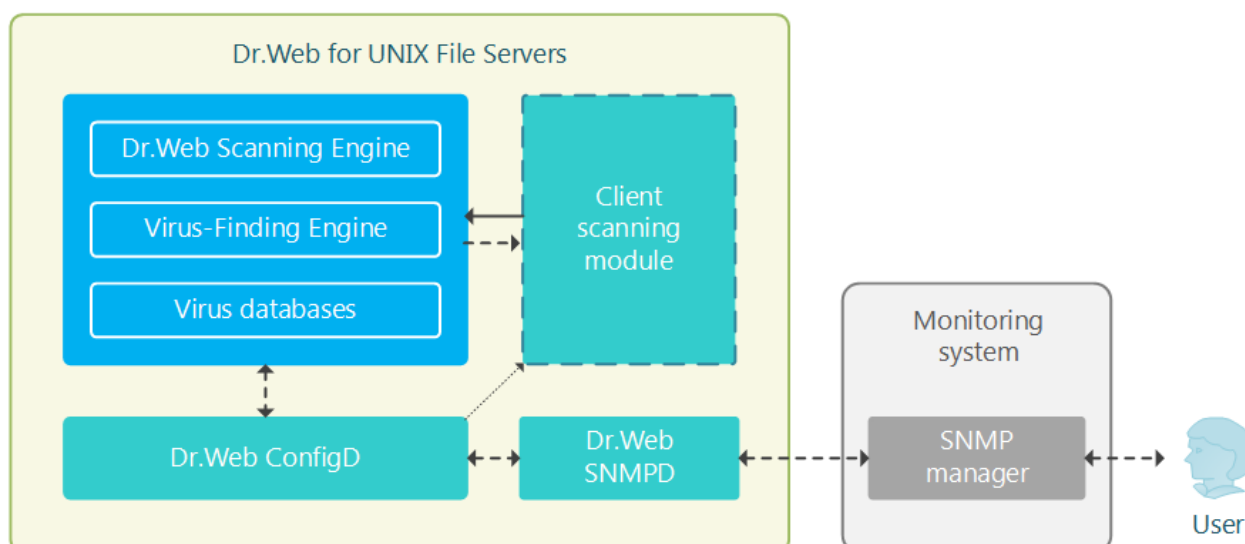 Dr.Web for UNIX File Servers
Dr.Web Scanning Engine
Virus-Finding Engine
Virus databases
Client
scanning
module
Dr.Web ConfigD
Dr.Web
SNMPD
Monitoring
system
SNMP
manager
User